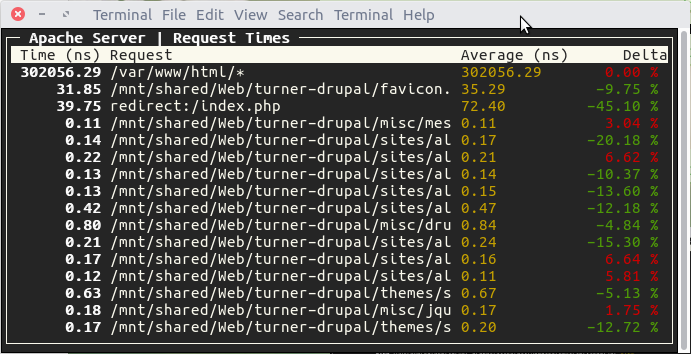 Terminal File Edit View Search Terminal Help
Apache Server | Request Times
Time (ns) Request Average (ns) Delta
302056.29 /var/www/html/* 302056.29 0.00 %
31.85 /mnt/shared/Web/turner-drupal/favicon. 35.29 -9.75 %
39.75 redirect:/index.php 72.40 -45.10 %
0.11 /mnt/shared/Web/turner-drupal/misc/mes 0.11 3.04 %
0.14 /mnt/shared/Web/turner-drupal/sites/al 0.17 -20.18 %
0.22 /mnt/shared/Web/turner-drupal/sites/al 0.21 6.62 %
0.13 /mnt/shared/Web/turner-drupal/sites/al 0.14 -10.37 %
0.13 /mnt/shared/Web/turner-drupal/sites/al 0.15 -13.60 %
0.42 /mnt/shared/Web/turner-drupal/sites/al 0.47 -12.18 %
0.80 /mnt/shared/Web/turner-drupal/misc/dru 0.84 -4.84 %
0.21 /mnt/shared/Web/turner-drupal/sites/al 0.24 -15.30 %
0.17 /mnt/shared/Web/turner-drupal/sites/al 0.16 6.64 %
0.12 /mnt/shared/Web/turner-drupal/sites/al 0.11 5.81 %
0.63 /mnt/shared/Web/turner-drupal/themes/s 0.67 -5.13 %
0.18 /mnt/shared/Web/turner-drupal/misc/jqu 0.17 1.75 %
0.17 /mnt/shared/Web/turner-drupal/themes/s 0.20 -12.72 %